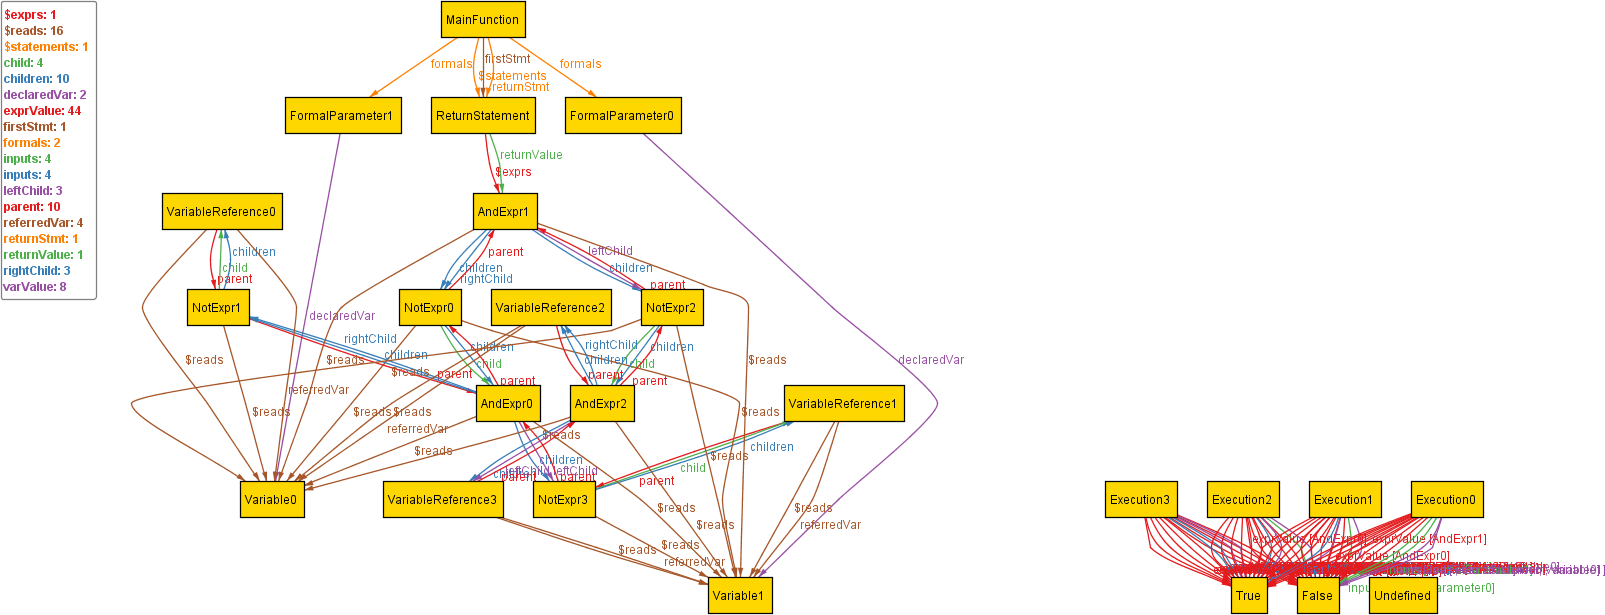 $exprs: 1
$reads: 16
$statements: 1
child: 4
children: 10
declaredVar: 2
exprValue: 44
firstStmt: 1
formals: 2
inputs: 4
inputs: 4
leftChild: 3
parent: 10
referredVar: 4
returnStmt: 1
returnValue: 1
rightChild: 3
varValue: 8
MainFunction
formals
firstStmt
formals
$statements
returnStmt
FormalParameter1
ReturnStatement
FormalParameter0
returnValue
$exprs
VariableReference0
AndExpr1
children
child
parent
parent
children
rightChild
leftChild
children
parent
NotExpr1
NotExpr0
VariableReference2
NotExpr2
declaredVar
rightChild
children
$reads
$reads
$reads
children
child
parent
parent
rightChild
children
parent
children
child
parent
$reads
declaredVar
referredVar
AndExpr0
AndExpr2
VariableReference1
$reads
$reads
$reads
$reads
referredVar
$reads
$reads
$reads
children
children
leftChild
parent
parent
child
parent
Variable0
VariableReference3
NotExpr3
$reads
$reads
$reads
referredVar
$reads
$reads
referredVar
Variable1
Execution3
Execution2
Execution1
Execution0
exprValue [AndExpr0]
exprValue [AndExpr1]
exprValue [AndExpr0]
True
False
Undefined